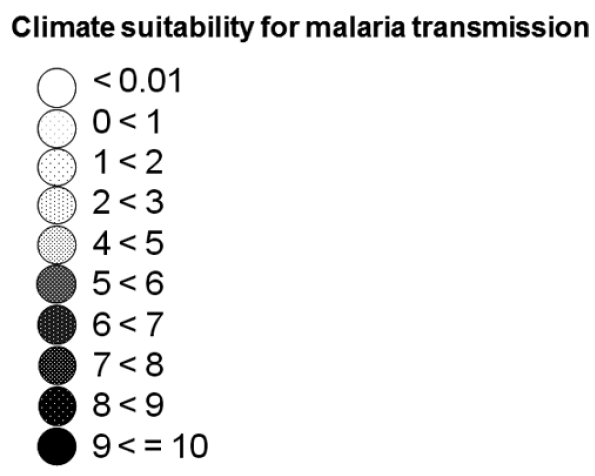 Climate suitability for malaria transmission
< 0.01
0 < 1
1 < 2
2 < 3
4 < 5
5 < 6
6 < 7
7 < 8
8 < 9
9 < = 10